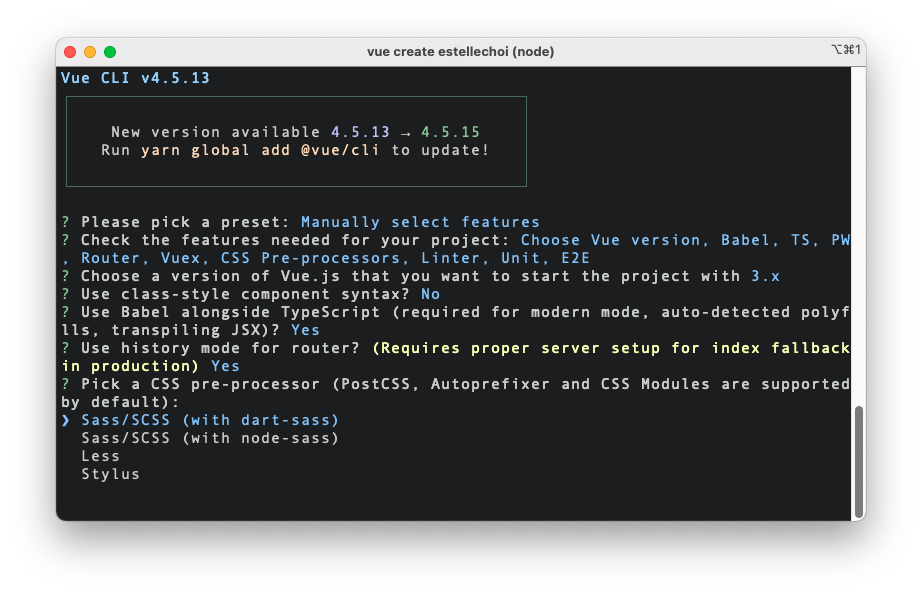 vue create estellechoi (node)
⌥⌘1
Vue CLI v4.5.13
New version available 4.5.13 → 4.5.15
Run yarn global add @vue/cli to update!
? Please pick a preset: Manually select features
? Check the features needed for your project: Choose Vue version, Babel, TS, PW
, Router, Vuex, CSS Pre-processors, Linter, Unit, E2E
? Choose a version of Vue.js that you want to start the project with 3.x
? Use class-style component syntax? No
? Use Babel alongside TypeScript (required for modern mode, auto-detected polyf
lls, transpiling JSX)? Yes
? Use history mode for router? (Requires proper server setup for index fallback
in production) Yes
? Pick a CSS pre-processor (PostCSS, Autoprefixer and CSS Modules are supported
by default):
❯ Sass/SCSS (with dart-sass)
Sass/SCSS (with node-sass)
Less
Stylus